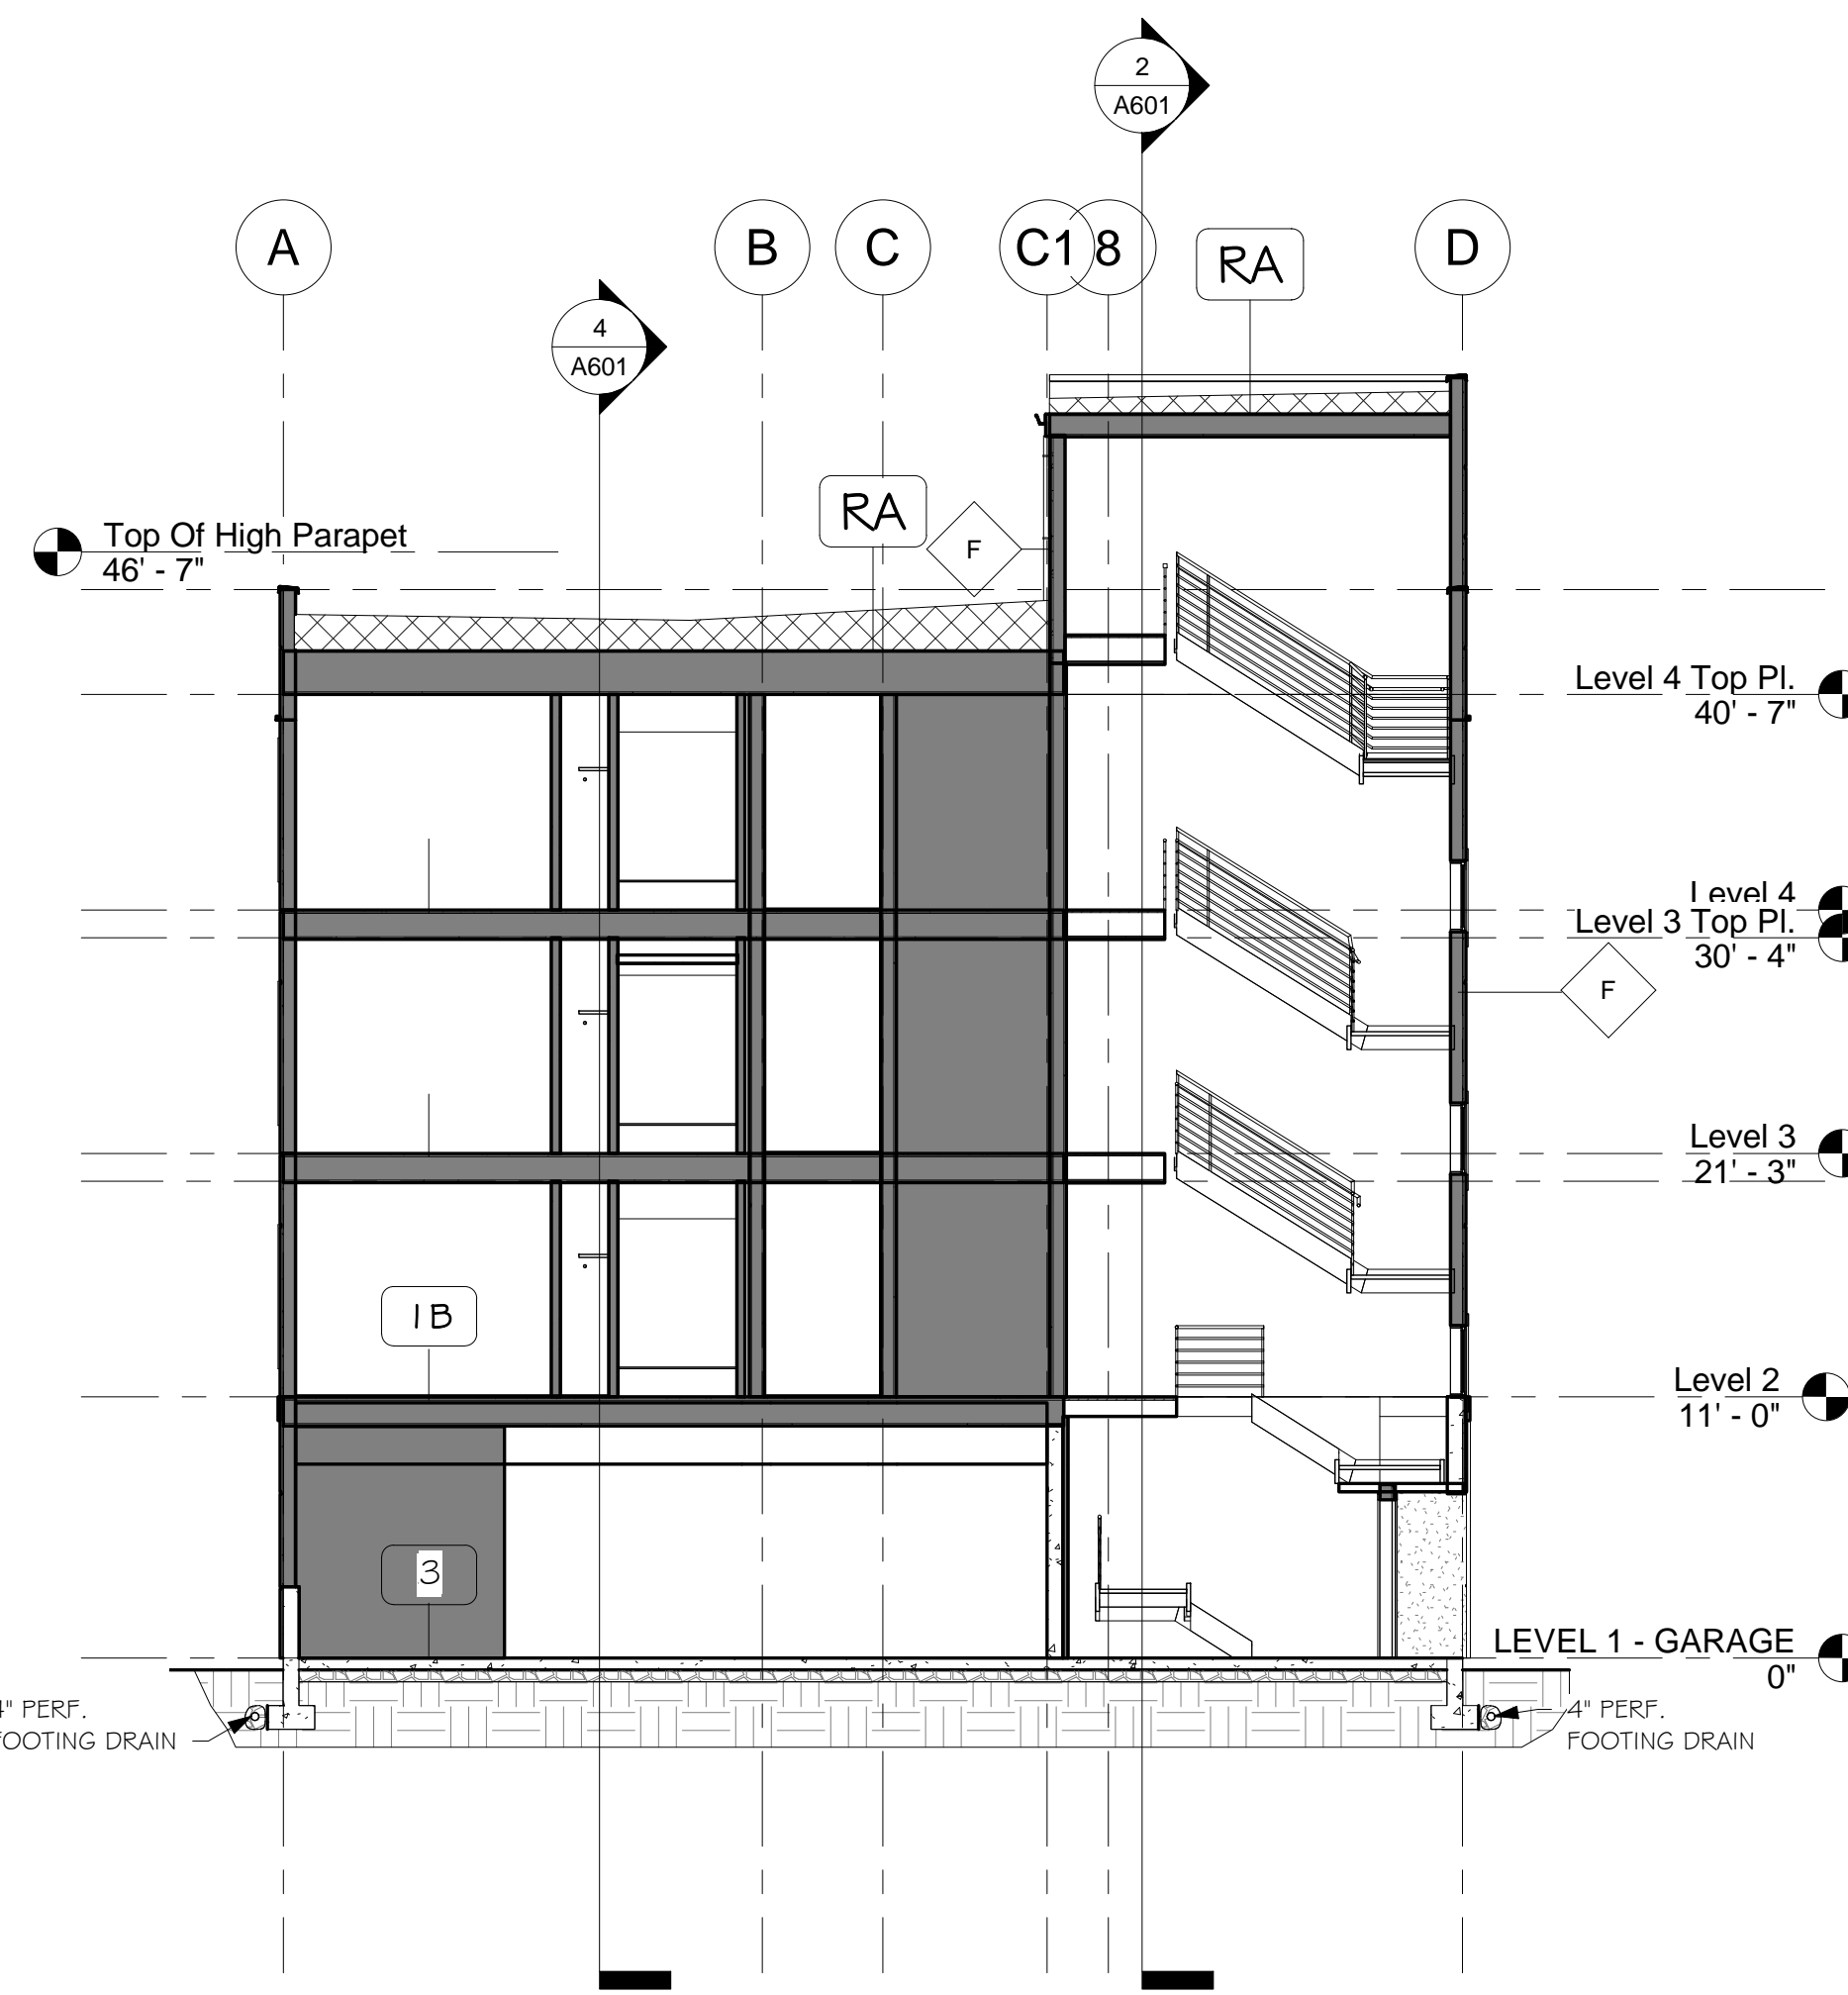 2
A601
A
B
C
C1
8
RA
D
4
A601
RA
F
Top Of High Parapet
46' - 7"
Level 4 Top Pl.
40' - 7"
Level 4
Level 3 Top Pl.
30' - 4"
F
Level 3
21' - 3"
1B
Level 2
11' - 0"
3
LEVEL 1 - GARAGE
0"
4" PERF.
FOOTING DRAIN
4" PERF.
FOOTING DRAIN